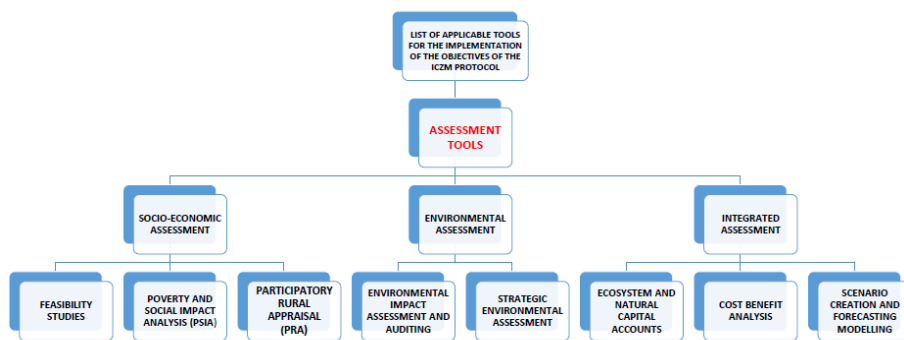 LIST OF APPLICABLE TOOLS
FOR THE IMPLEMENTATION
OF THE OBJECTIVES OF THE
ICZM PROTOCOL
ASSESSMENT
TOOLS
SOCIO-ECONOMIC
ASSESSMENT
ENVIRONMENTAL
ASSESSMENT
INTEGRATED
ASSESSMENT
FEASIBILITY
STUDIES
POVERTY AND
SOCIAL IMPACT
ANALYSIS (PSIA)
PARTICIPATORY
RURAL
APPRAISAL (PRA)
ENVIRONMENTAL
IMPACT
ASSESSMENT AND
AUDITING
STRATEGIC
ENVIRONMENTAL
ASSESSMENT
ECOSYSTEM AND
NATURAL
CAPITAL
ACCOUNTS
COST BENEFIT
ANALYSIS
SCENARIO
CREATION AND
FORECASTING
MODELLING